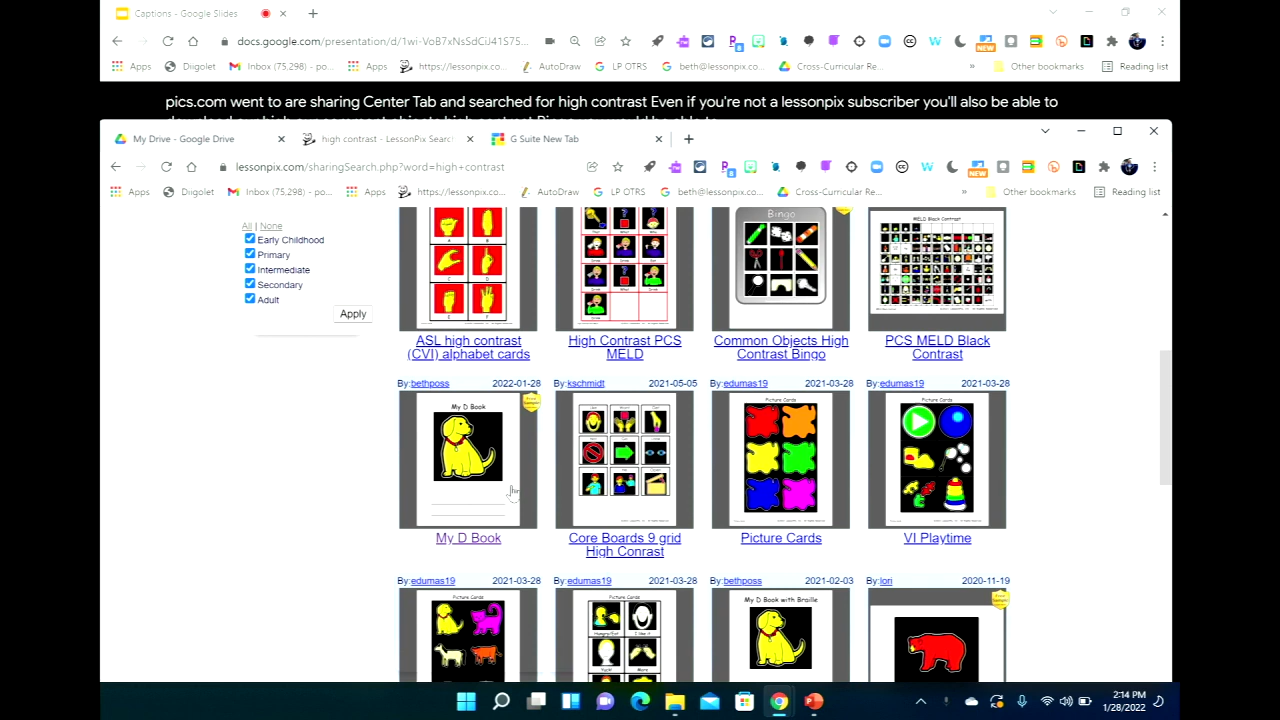 Captions - Google Slides
docs.google.com/presentation/d/1wi-VoB7xNsSdCiJ41S75...
Apps Diigolet Inbox (75,298) - po... Apps https://lessonpix.c... AutoDraw LP OTRS beth@lessonpix.co... Cross-Curricular Re... » Other bookmarks Reading list
pics.com went to are sharing Center Tab and searched for high contrast Even if you're not a lessonpix subscriber you'll also be able to
My Drive - Google Drive high contrast - LessonPix Search G Suite New Tab
lessonpix.com/sharingSearch.php?word=high+contrast
NEW
Apps Diigolet Inbox (75,298) - po... Apps https://lessonpix.c... AutoDraw LP OTRS beth@lessonpix.co... Cross-Curricular Re... » Other bookmarks Reading list
All | None
Early Childhood
Primary
Intermediate
Secondary
Adult
Apply
Bingo
MELD Black Contrast
ASL high contrast (CVI) alphabet cards
High Contrast PCS MELD
Common Objects High Contrast Bingo
PCS MELD Black Contrast
By:bethposs 2022-01-28
By:kschmidt 2021-05-05
By:edumas19 2021-03-28
By:edumas19 2021-03-28
My D Book
Picture Cards
Picture Cards
My D Book
Core Boards 9 grid High Conrast
Picture Cards
VI Playtime
By:edumas19 2021-03-28
By:edumas19 2021-03-28
By:bethposs 2021-02-03
By:lori 2020-11-19
Picture Cards
Picture Cards
My D Book with Braille
Hungry/Eat I like it
Yuck! More
2:14 PM
1/28/2022